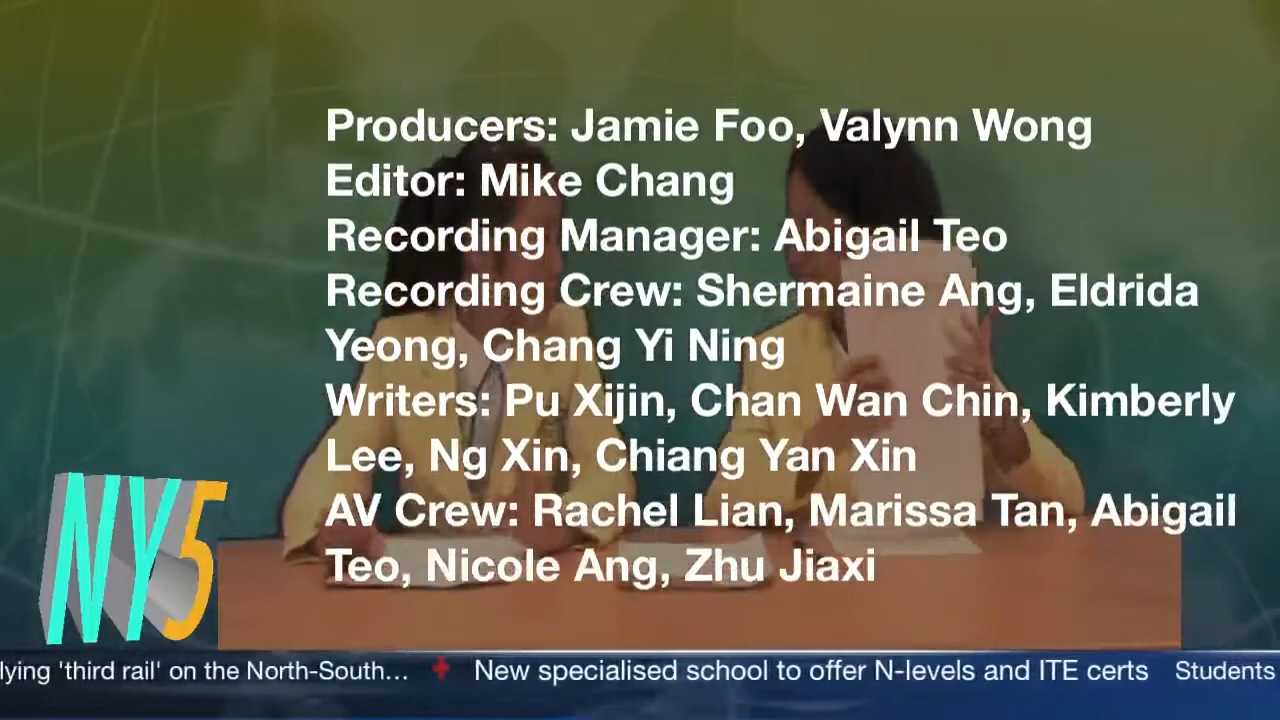 Producers: Jamie Foo, Valynn Wong
Editor: Mike Chang
Recording Manager: Abigail Teo
Recording Crew: Shermaine Ang, Eldrida
Yeong, Chang Yi Ning
Writers: Pu Xijin, Chan Wan Chin, Kimberly
Lee, Ng Xin, Chiang Yan Xin
AV Crew: Rachel Lian, Marissa Tan, Abigail
Teo, Nicole Ang, Zhu Jiaxi
NY5
lying 'third rail' on the North-South... New specialised school to offer N-levels and ITE certs Students